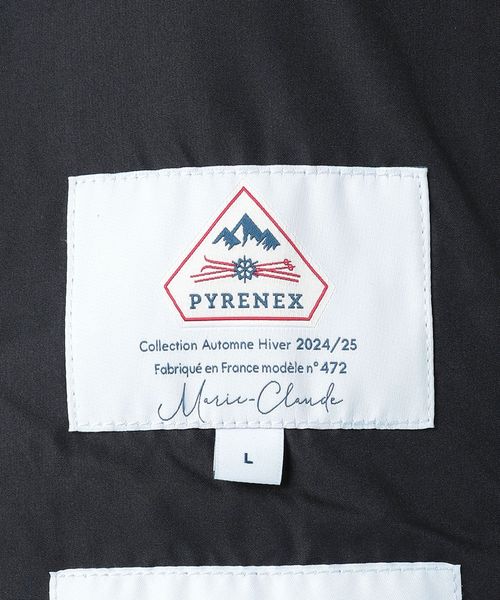 PYRENEX
Collection Automne Hiver 2024/25
Fabriqué en France modèle n° 472
Marie-Claude
L